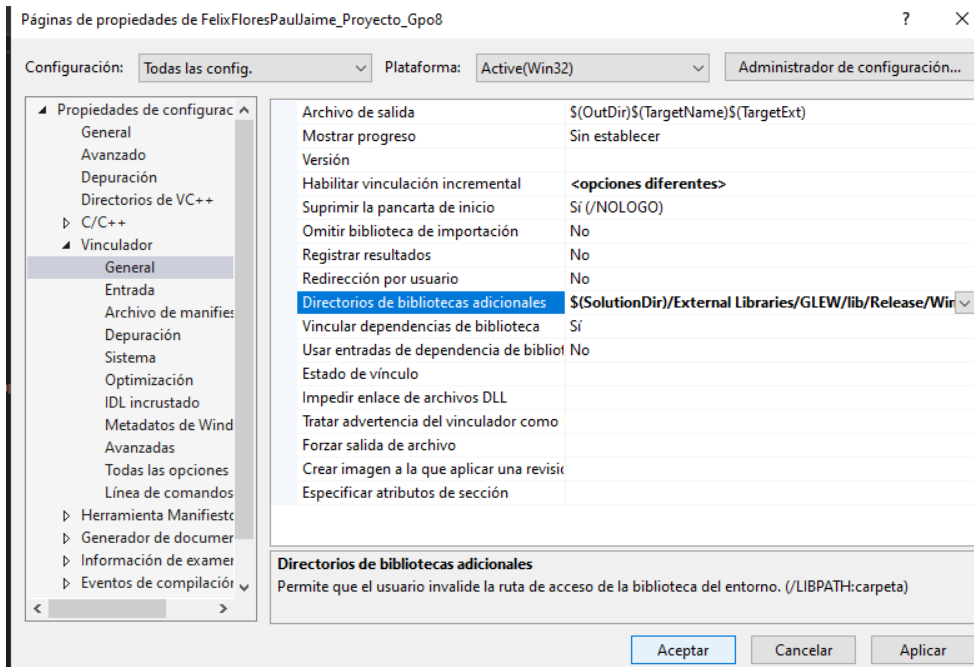 Páginas de propiedades de FelixFloresPaulJaime_Proyecto_Gpo8 ?
Configuración: Todas las config. Plataforma: Active(Win32) Administrador de configuración...
Propiedades de configurac
General
Avanzado
Depuración
Directorios de VC++
C/C++
Vinculador
General
Entrada
Archivo de manifies
Depuración
Sistema
Optimización
IDL incrustado
Metadatos de Wind
Avanzadas
Todas las opciones
Línea de comandos
Herramienta Manifiesto
Generador de documer
Información de examer
Eventos de compilación
Archivo de salida $(OutDir)$(TargetName)$(TargetExt)
Mostrar progreso Sin establecer
Versión
Habilitar vinculación incremental <opciones diferentes>
Suprimir la pancarta de inicio Sí (/NOLOGO)
Omitir biblioteca de importación No
Registrar resultados No
Redirección por usuario No
Directorios de bibliotecas adicionales $(SolutionDir)/External Libraries/GLEW/lib/Release/Win
Vincular dependencias de biblioteca Sí
Usar entradas de dependencia de bibliot No
Estado de vínculo
Impedir enlace de archivos DLL
Tratar advertencia del vinculador como
Forzar salida de archivo
Crear imagen a la que aplicar una revisió
Especificar atributos de sección
Directorios de bibliotecas adicionales
Permite que el usuario invalide la ruta de acceso de la biblioteca del entorno. (/LIBPATH:carpeta)
Aceptar Cancelar Aplicar